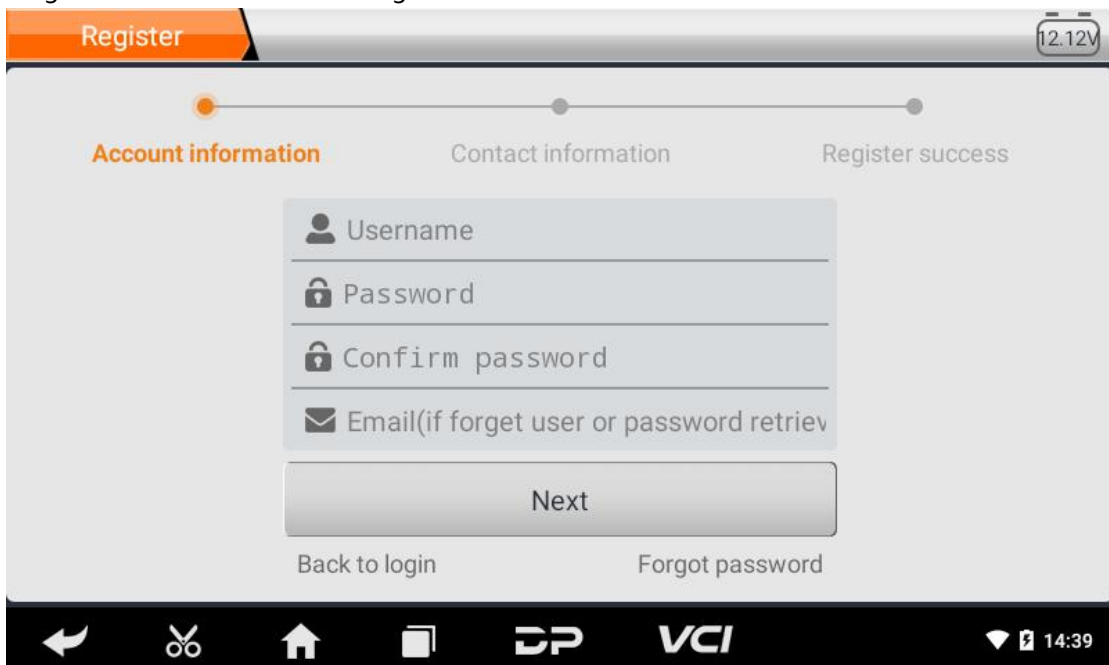 Register
12.12V
Account information
Contact information
Register success
Username
Password
Confirm password
Email(if forget user or password retriev
Next
Back to login
Forgot password
DP
VCI
14:39